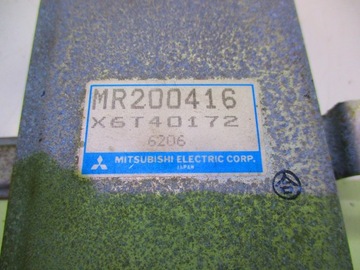 MR200416
X6T40172
6206
MITSUBISHI ELECTRIC CORP.
JAPAN